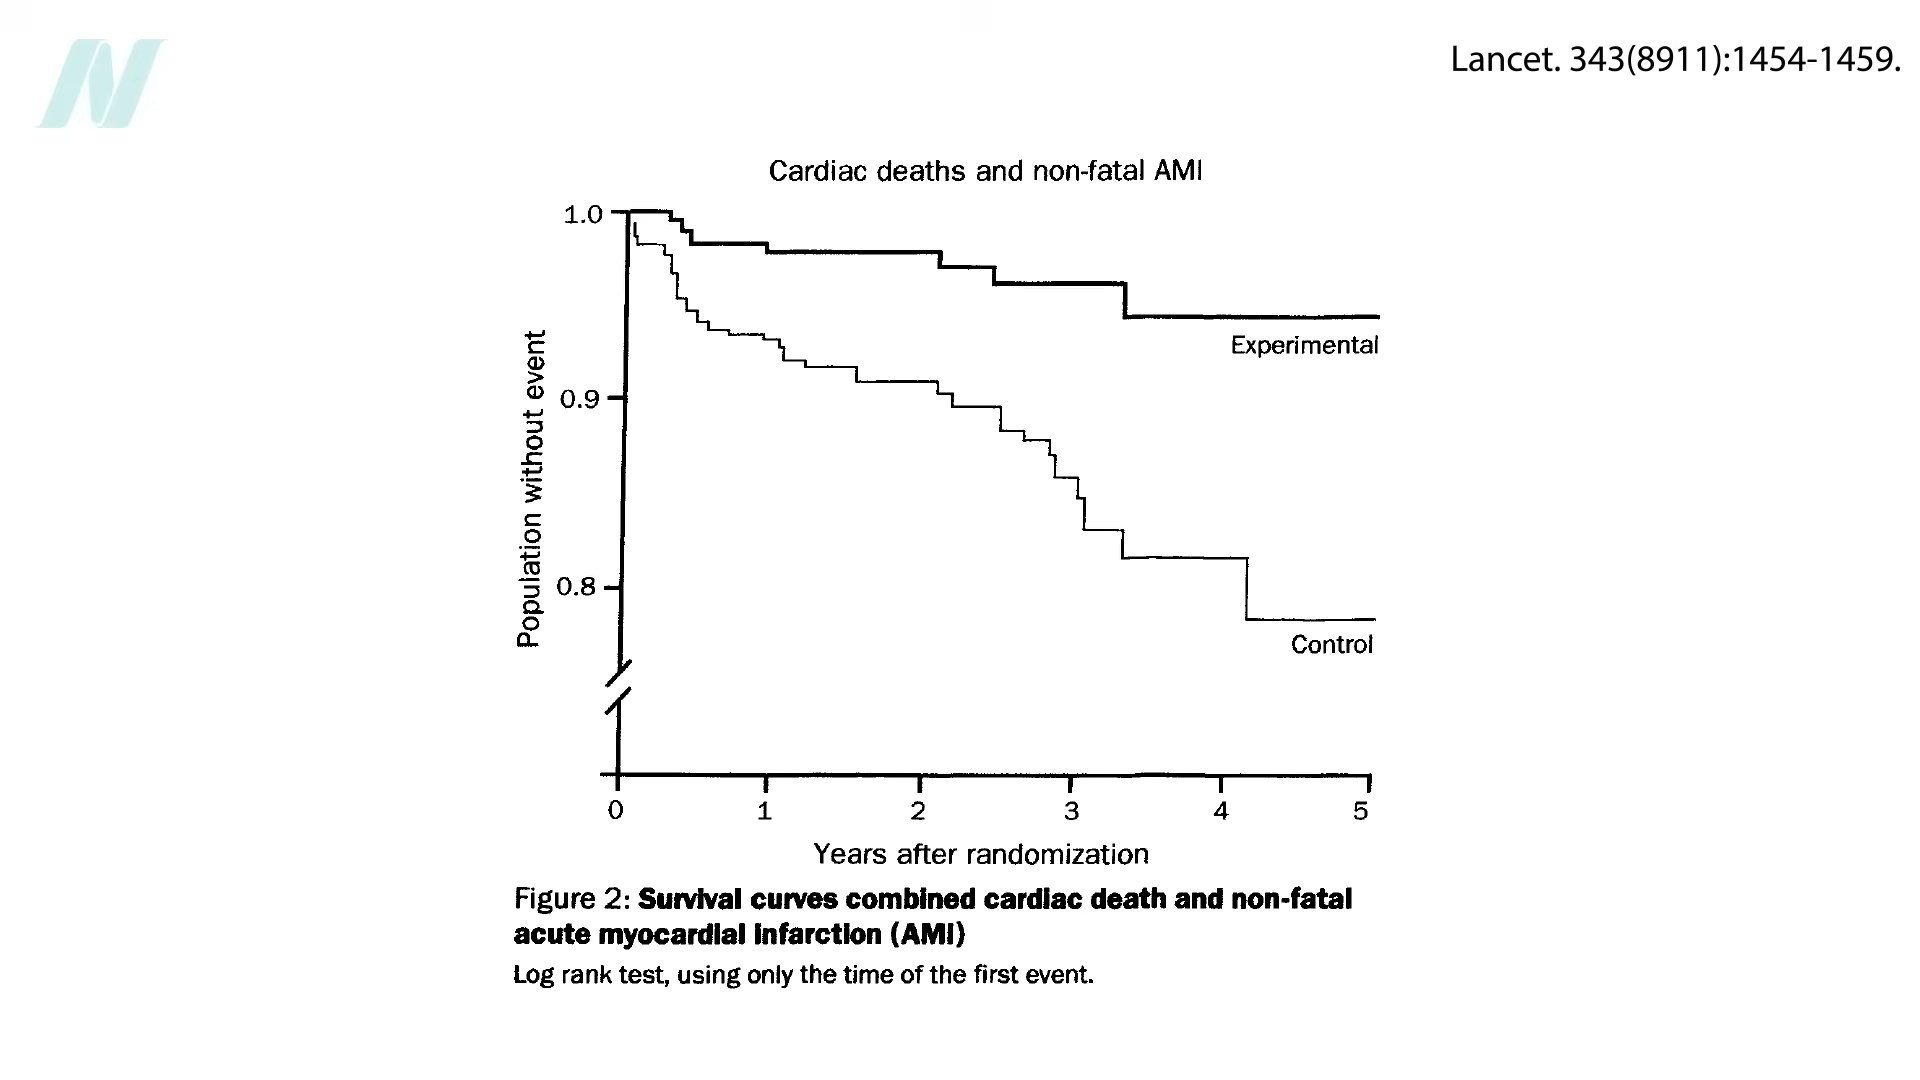 N
Lancet. 343(8911):1454-1459.
Cardiac deaths and non-fatal AMI
1.0
0.9
0.8
Population without event
Experimental
Control
0 1 2 3 4 5
Years after randomization
Figure 2: Survival curves combined cardiac death and non-fatal
acute myocardial infarction (AMI)
Log rank test, using only the time of the first event.